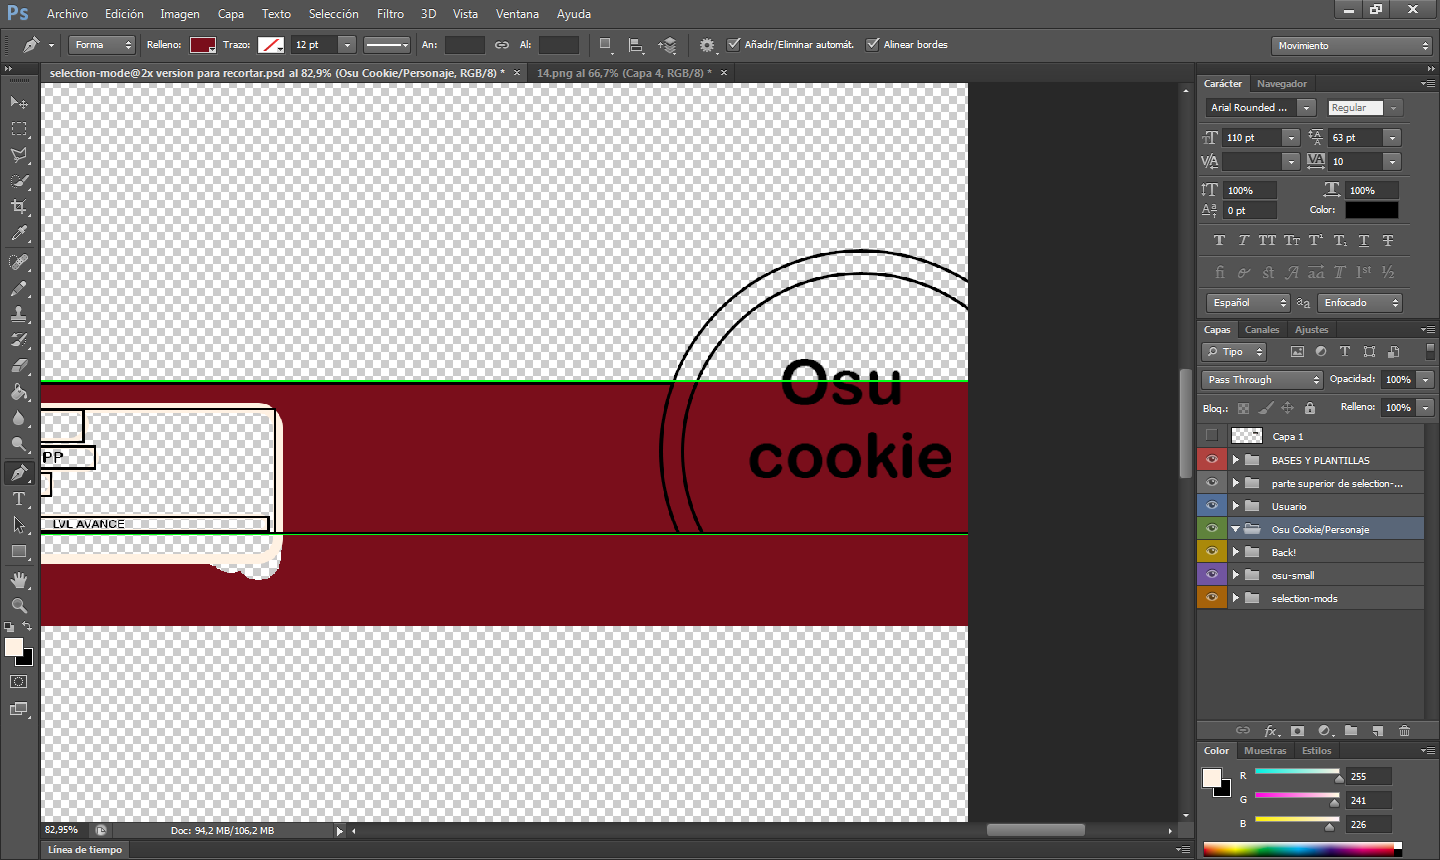 Ps Archivo Edición Imagen Capa Texto Selección Filtro 3D Vista Ventana Ayuda
Forma Relleno: Trazo: 12 pt An: Al: Añadir/Eliminar automát. Alinear bordes Movimiento
selection-mode@2x version para recortar.psd al 82,9% (Osu Cookie/Personaje, RGB/8) * × 14.png al 66,7% (Capa 4, RGB/8) * ×
Carácter Navegador
Arial Rounded ... Regular
110 pt 63 pt
10
100% 100%
0 pt Color:
Español Enfocado
Capas Canales Ajustes
Tipo
Pass Through Opacidad: 100%
Bloq.: Relleno: 100%
Capa 1
BASES Y PLANTILLAS
parte superior de selection-...
Usuario
Osu Cookie/Personaje
Back!
osu-small
selection-mods
Osu
cookie
PP
LVL AVANCE
Color Muestras Estilos
R 255
G 241
B 226
82,95% Doc: 94,2 MB/106,2 MB
Línea de tiempo